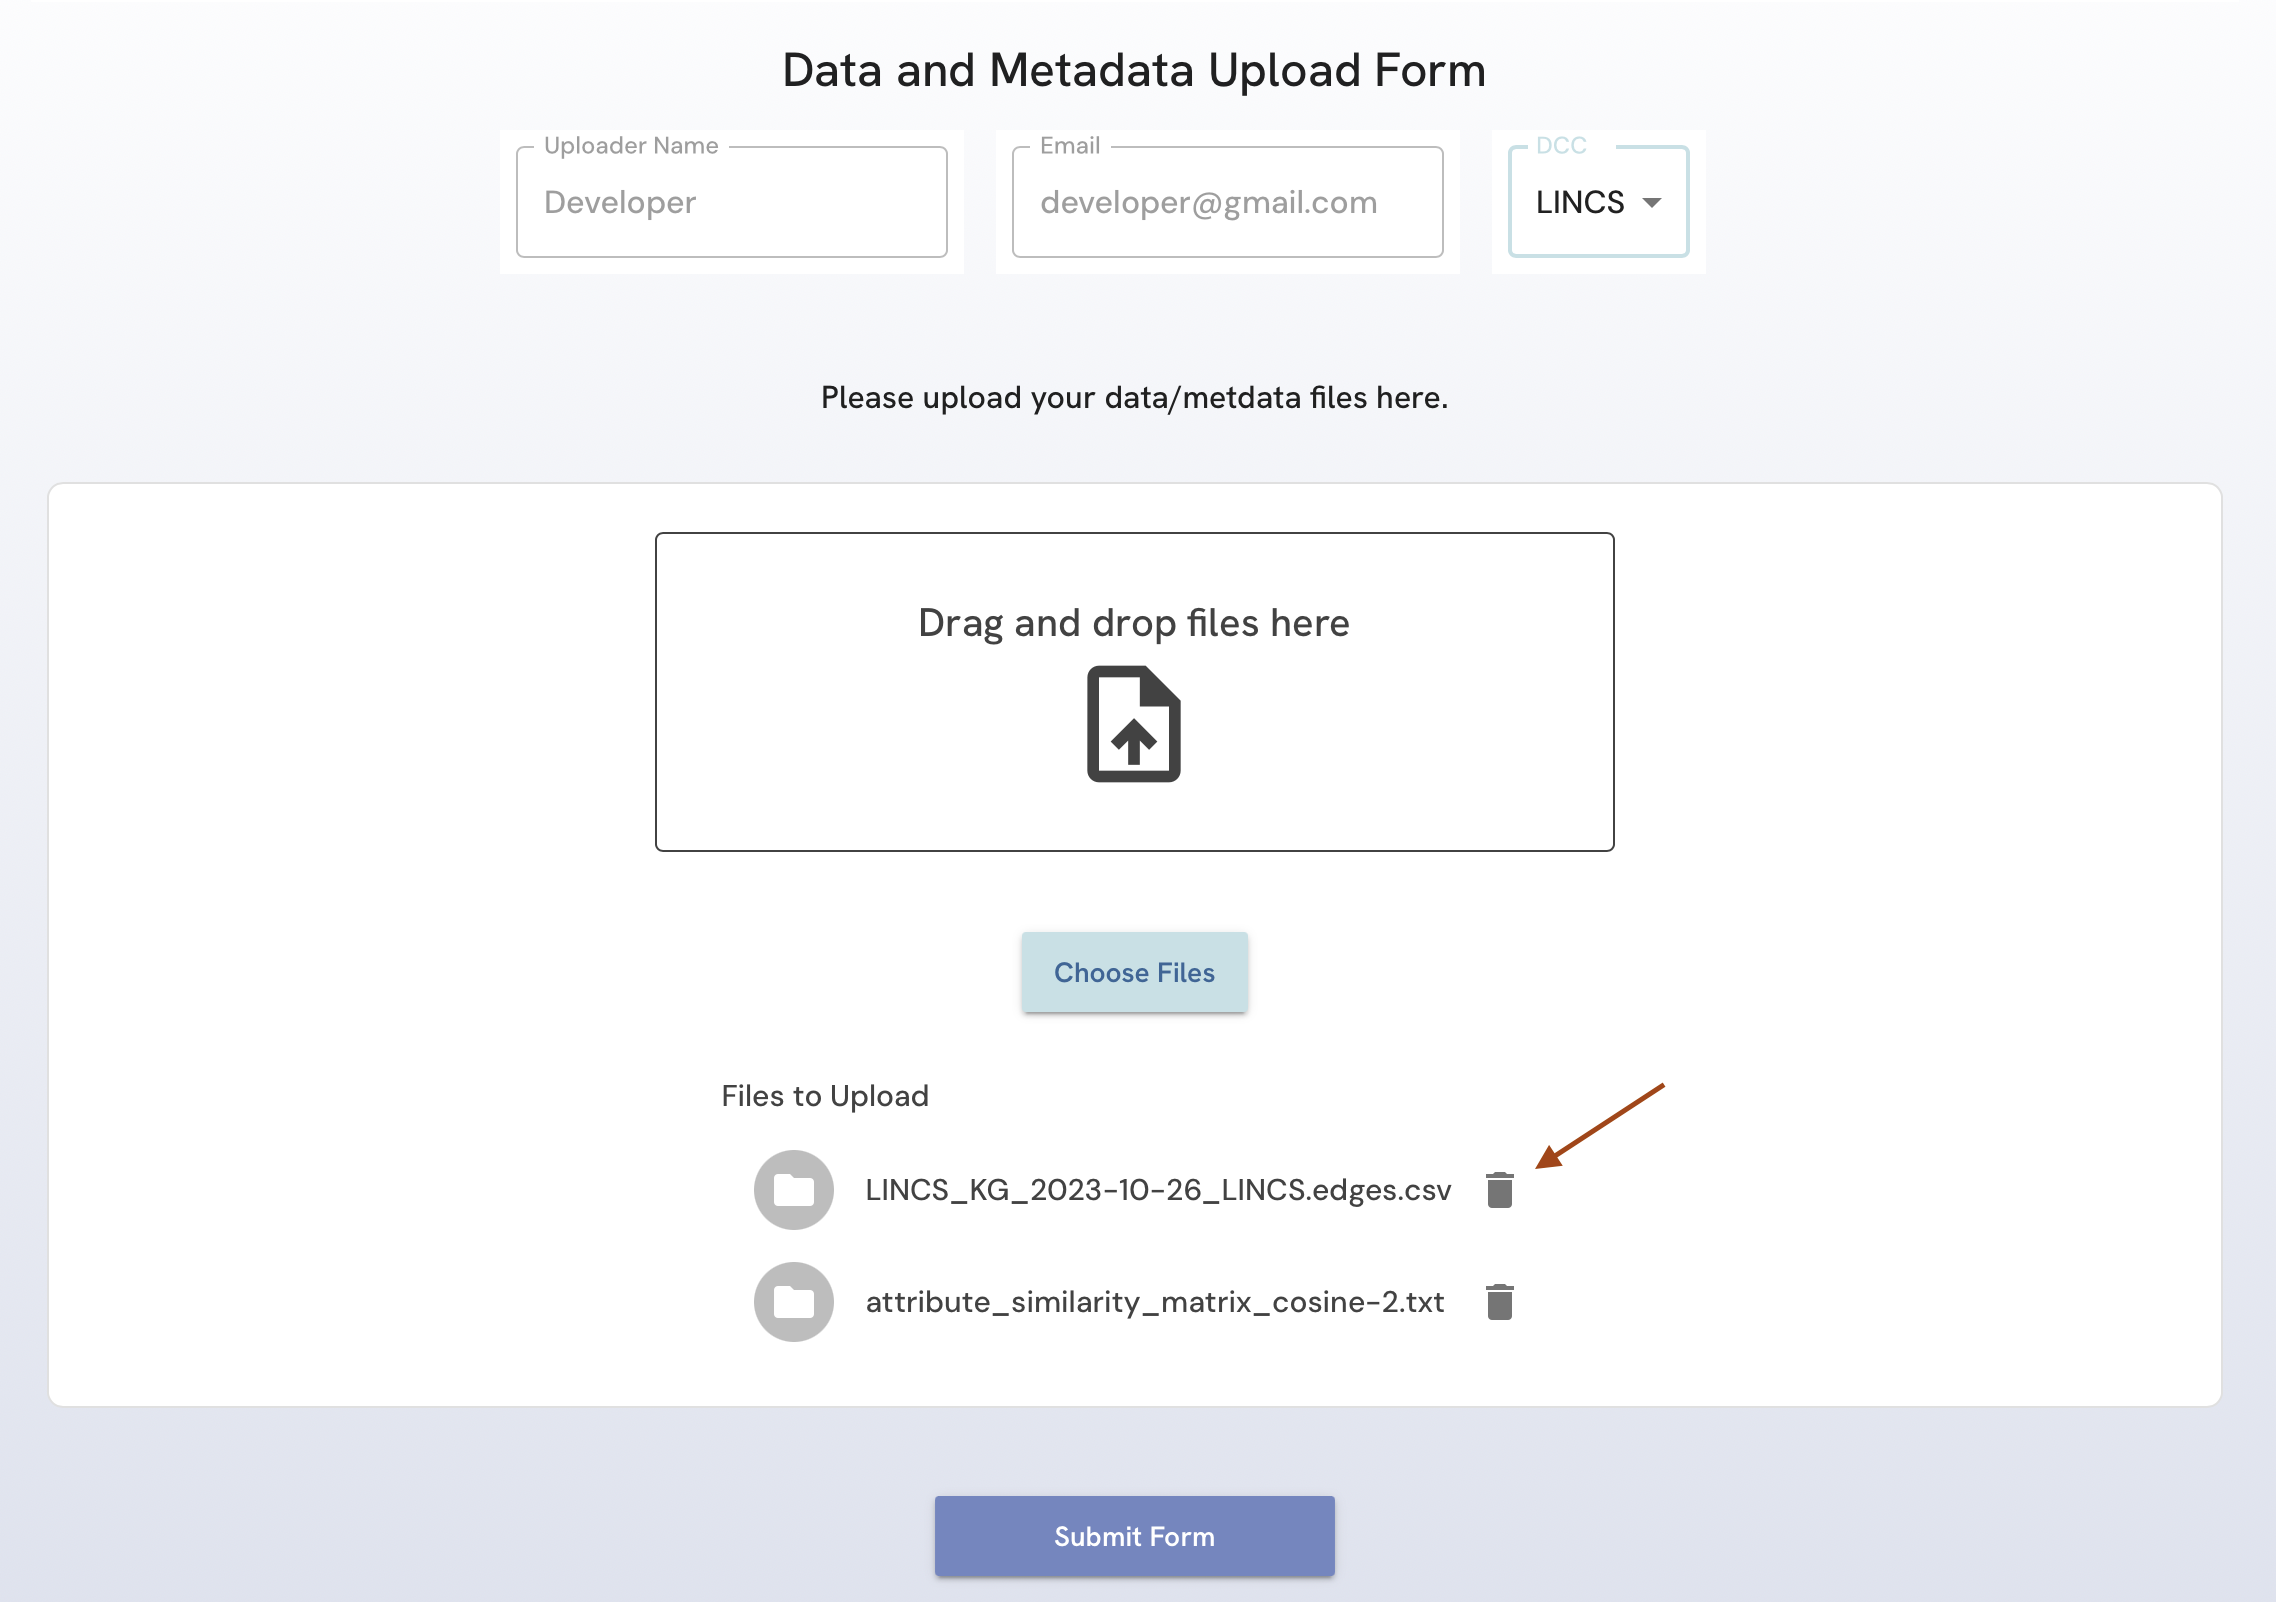 Data and Metadata Upload Form
Uploader Name
Developer
Email
developer@gmail.com
DCC
LINCS
Please upload your data/metdata files here.
Drag and drop files here
Choose Files
Files to Upload
LINCS_KG_2023-10-26_LINCS.edges.csv
attribute_similarity_matrix_cosine-2.txt
Submit Form